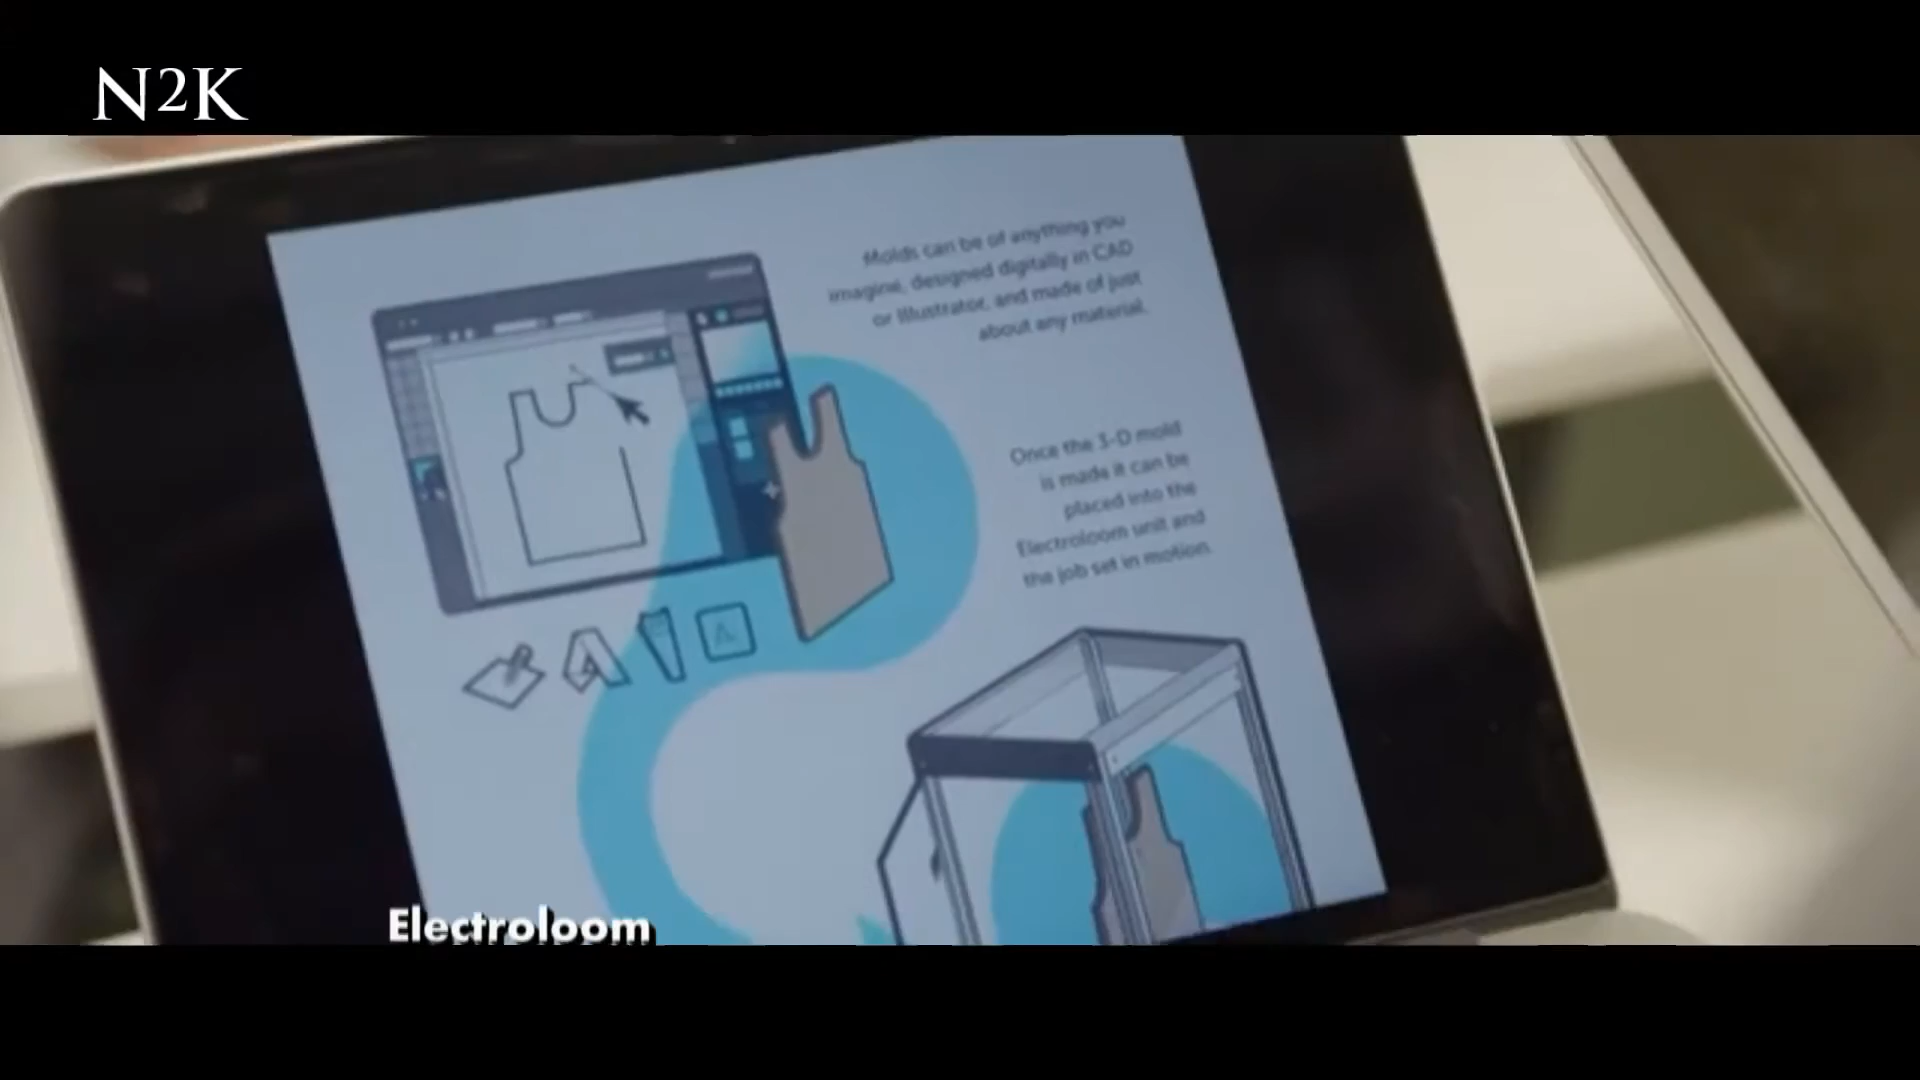 N2K
Molds can be of anything you
imagine, designed digitally in CAD
or Illustrator, and made of just
about any material.
Once the 3-D mold
is made it can be
placed into the
Electroloom unit and
the job set in motion.
Electroloom